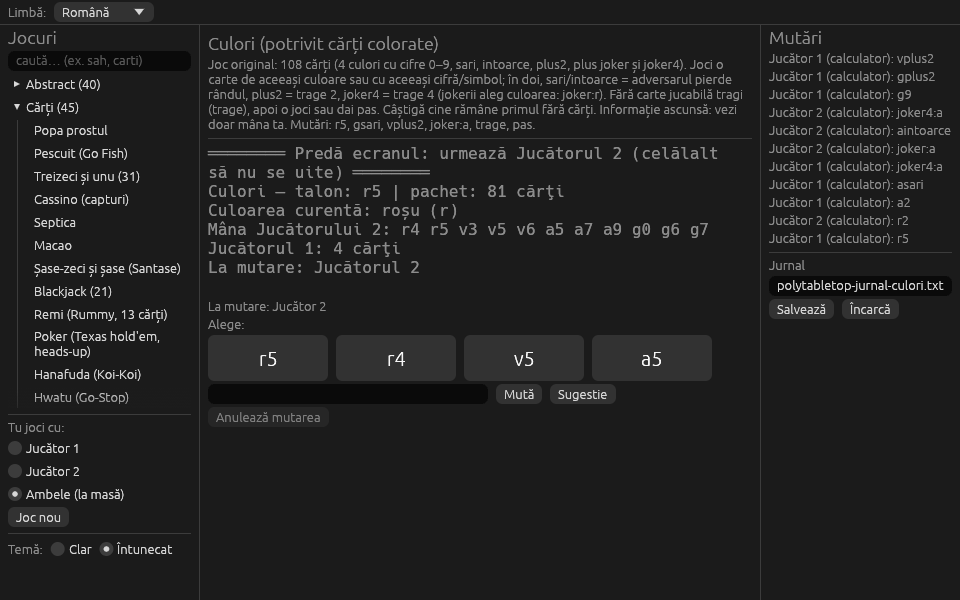 Limbă: Română
Jocuri
caută... (ex. sah, carti)
Abstract (40)
Cărți (45)
Popa prostul
Pescuit (Go Fish)
Treizeci și unu (31)
Cassino (capturi)
Septica
Macao
Șase-zeci și șase (Santase)
Blackjack (21)
Remi (Rummy, 13 cărți)
Poker (Texas hold'em,
heads-up)
Hanafuda (Koi-Koi)
Hwatu (Go-Stop)
Tu joci cu:
Jucător 1
Jucător 2
Ambele (la masă)
Joc nou
Temă: Clar Întunecat
Culori (potrivit cărți colorate)
Joc original: 108 cărți (4 culori cu cifre 0–9, sari, intoarce, plus2, plus joker și joker4). Joci o
carte de aceeași culoare sau cu aceeași cifră/simbol; în doi, sari/intoarce = adversarul pierde
rândul, plus2 = trage 2, joker4 = trage 4 (jokerii aleg culoarea: joker:r). Fără carte jucabilă tragi
(trage), apoi o joci sau dai pas. Câștigă cine rămâne primul fără cărți. Informație ascunsă: vezi
doar mâna ta. Mutări: r5, gsari, vplus2, joker:a, trage, pas.
════════ Predă ecranul: urmează Jucătorul 2 (celălalt
să nu se uite) ════════
Culori — talon: r5 | pachet: 81 cărți
Culoarea curentă: roșu (r)
Mâna Jucătorului 2: r4 r5 v3 v5 v6 a5 a7 a9 g0 g6 g7
Jucătorul 1: 4 cărți
La mutare: Jucătorul 2
La mutare: Jucător 2
Alege:
r5 r4 v5 a5
Mută Sugestie
Anulează mutarea
Mutări
Jucător 1 (calculator): vplus2
Jucător 1 (calculator): gplus2
Jucător 1 (calculator): g9
Jucător 2 (calculator): joker4:a
Jucător 2 (calculator): aintoarce
Jucător 2 (calculator): joker:a
Jucător 1 (calculator): joker4:a
Jucător 1 (calculator): asari
Jucător 1 (calculator): a2
Jucător 2 (calculator): r2
Jucător 1 (calculator): r5
Jurnal
polytabletop-jurnal-culori.txt
Salvează Încarcă